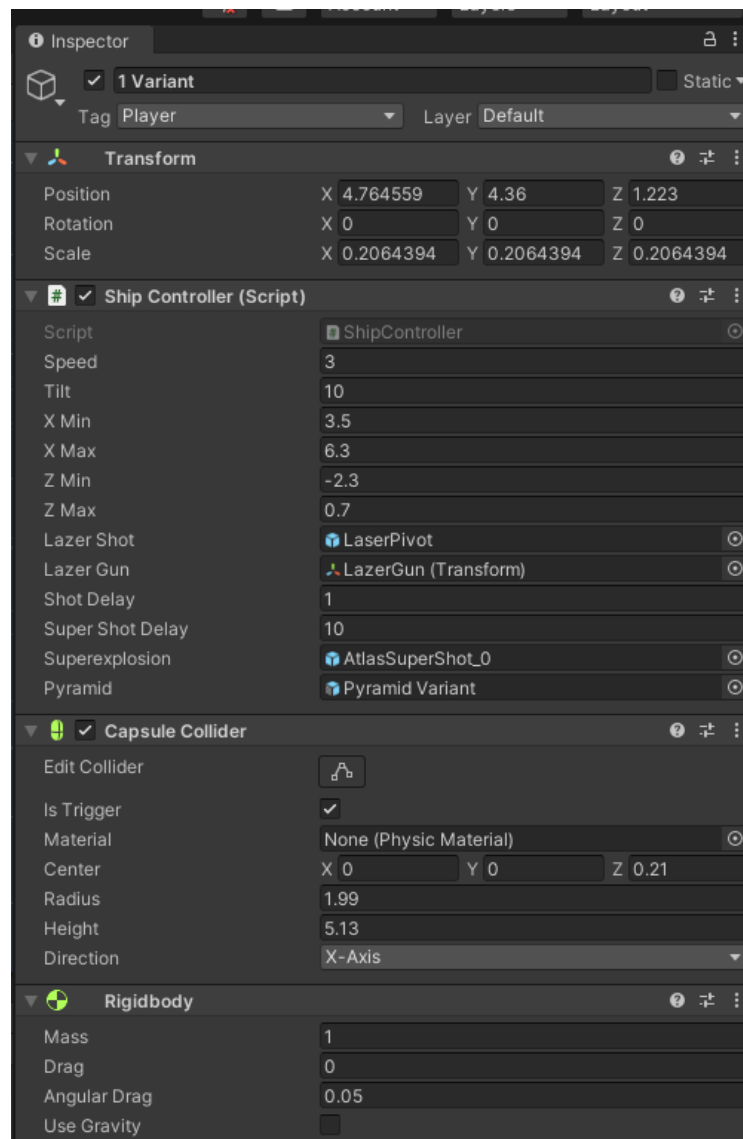 Inspector
1 Variant Static
Tag Player Layer Default
Transform
Position X 4.764559 Y 4.36 Z 1.223
Rotation X 0 Y 0 Z 0
Scale X 0.2064394 Y 0.2064394 Z 0.2064394
# Ship Controller (Script)
Script # ShipController
Speed 3
Tilt 10
X Min 3.5
X Max 6.3
Z Min -2.3
Z Max 0.7
Lazer Shot LaserPivot
Lazer Gun LazerGun (Transform)
Shot Delay 1
Super Shot Delay 10
Superexplosion AtlasSuperShot_0
Pyramid Pyramid Variant
Capsule Collider
Edit Collider
Is Trigger
Material None (Physic Material)
Center X 0 Y 0 Z 0.21
Radius 1.99
Height 5.13
Direction X-Axis
Rigidbody
Mass 1
Drag 0
Angular Drag 0.05
Use Gravity